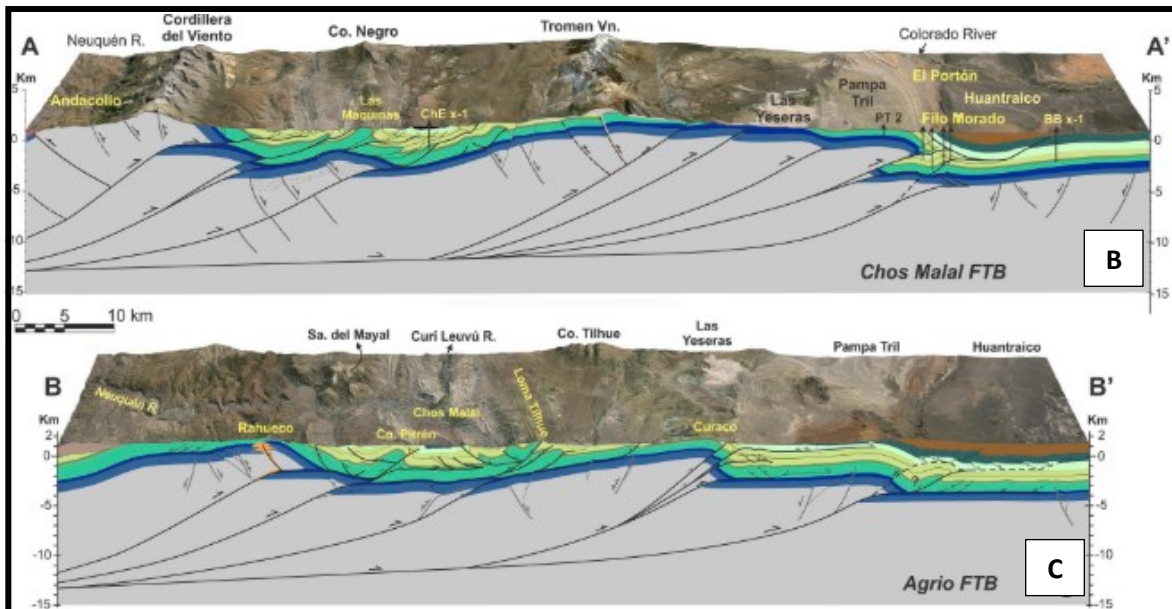 Neuquén R.
Cordillera
del Viento
Co. Negro
Tromen Vn.
Colorado River
A
A'
Km
5
0
-5
-10
-15
Andacollo
Las
Maquinas
ChE x-1
Las
Yeseras
Pampa
Tril
PT 2
El Portón
Filo Morado
Huantraico
BB x-1
Km
5
0
-5
-10
-15
Chos Malal FTB
B
0 5 10 km
Sa. del Mayal
Curí Leuvú R.
Co. Tilhue
Las
Yeseras
Pampa Tril
Huantraico
B
B'
Km
2
0
-5
-10
-15
Neuquén R.
Rahueco
Chos Malal
Co. Pitrén
Loma Tilhue
Curaco
Km
2
0
-5
-10
-15
Agrio FTB
C